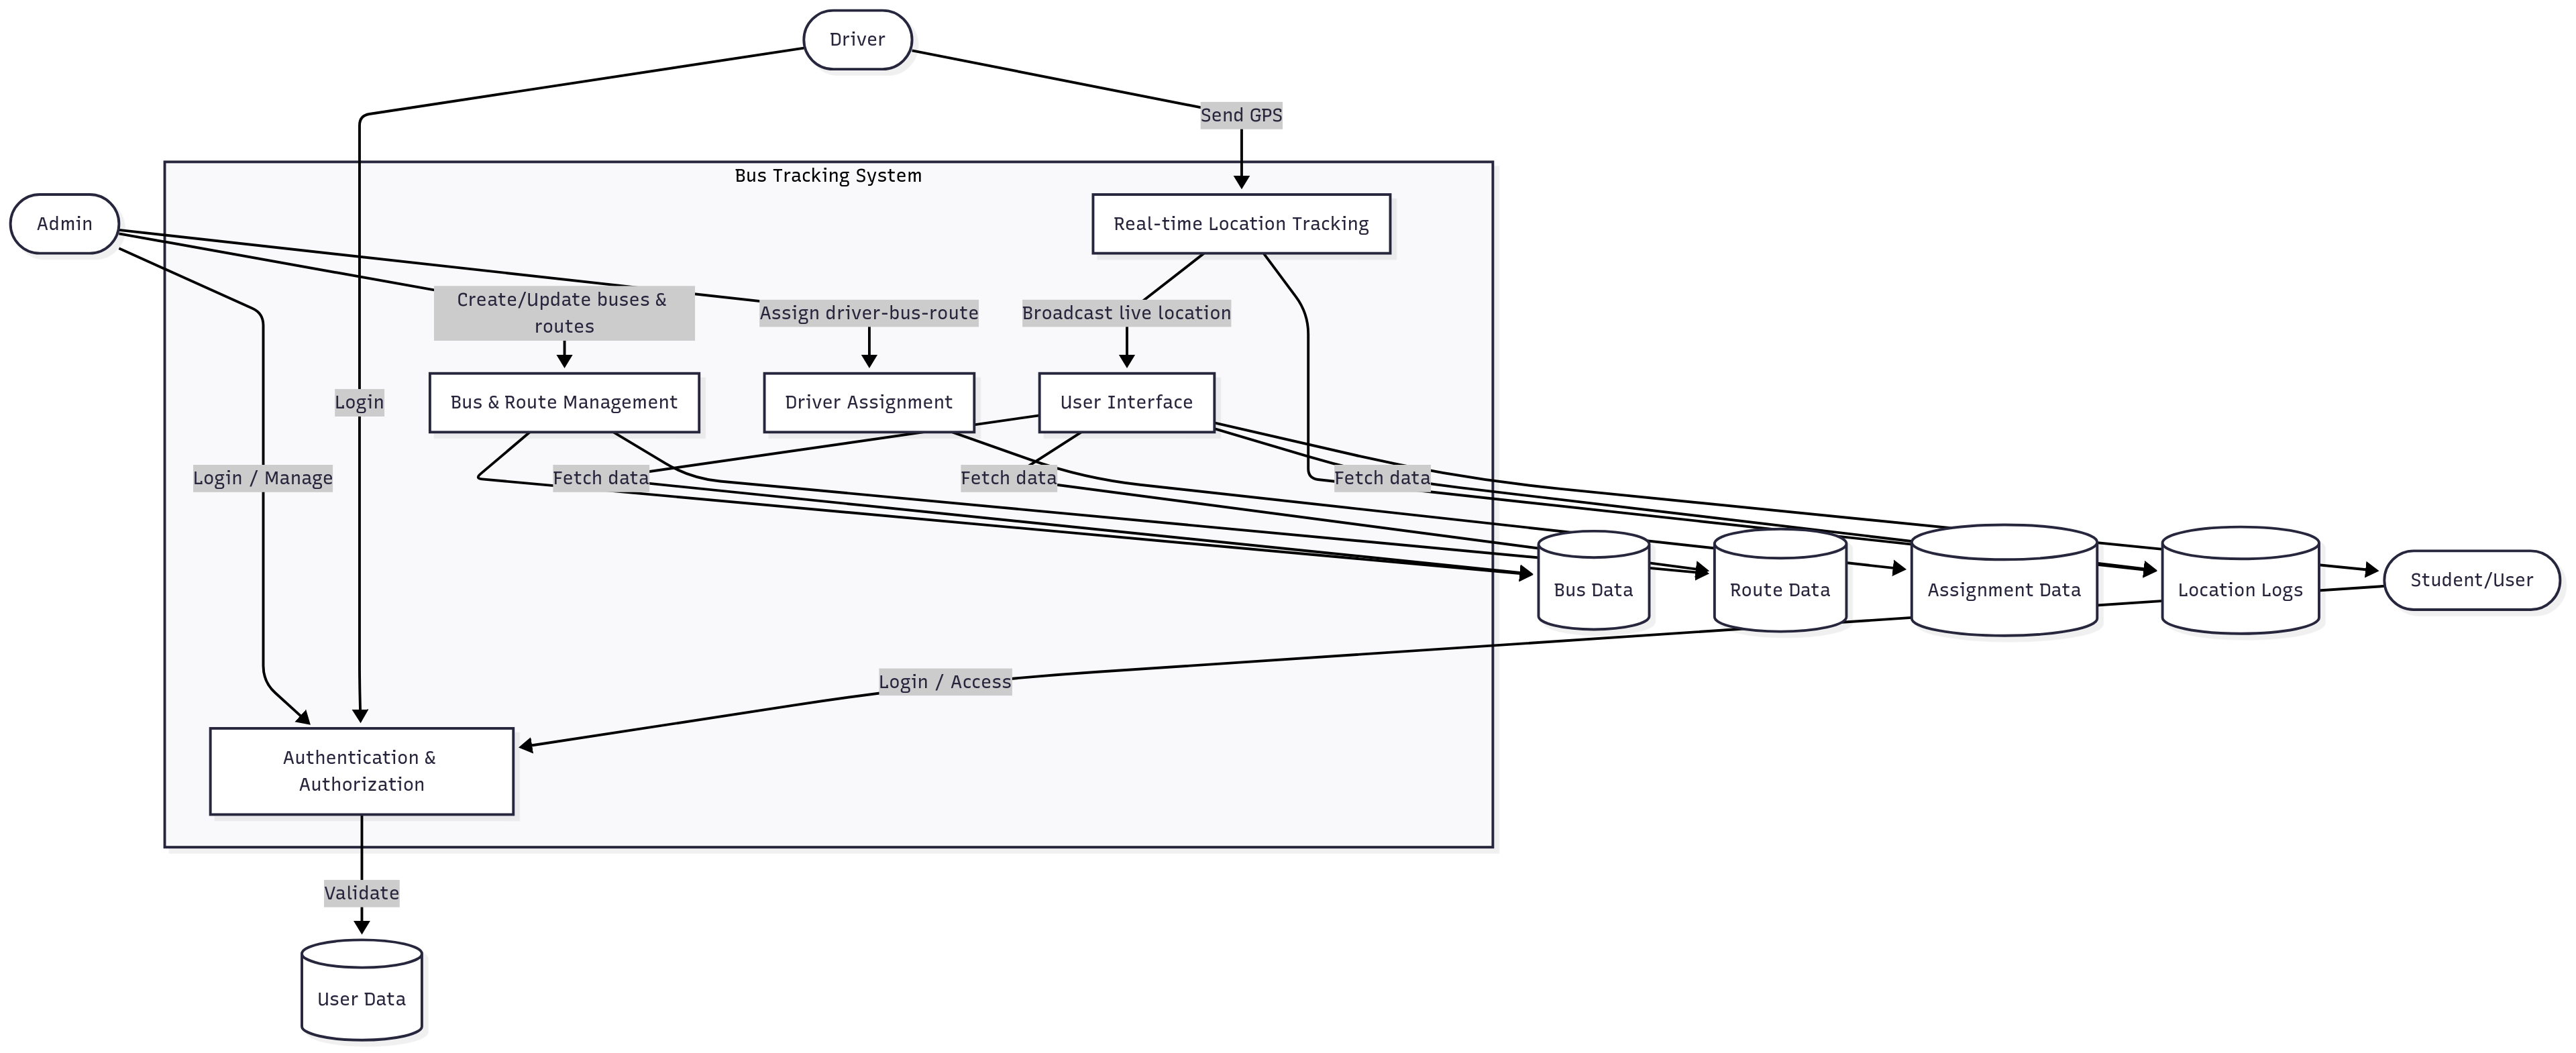 Driver
Send GPS
Bus Tracking System
Admin
Real-time Location Tracking
Create/Update buses &
routes
Assign driver-bus-route
Broadcast live location
Login
Bus & Route Management
Driver Assignment
User Interface
Login / Manage
Fetch data
Fetch data
Fetch data
Bus Data
Route Data
Assignment Data
Location Logs
Student/User
Login / Access
Authentication &
Authorization
Validate
User Data